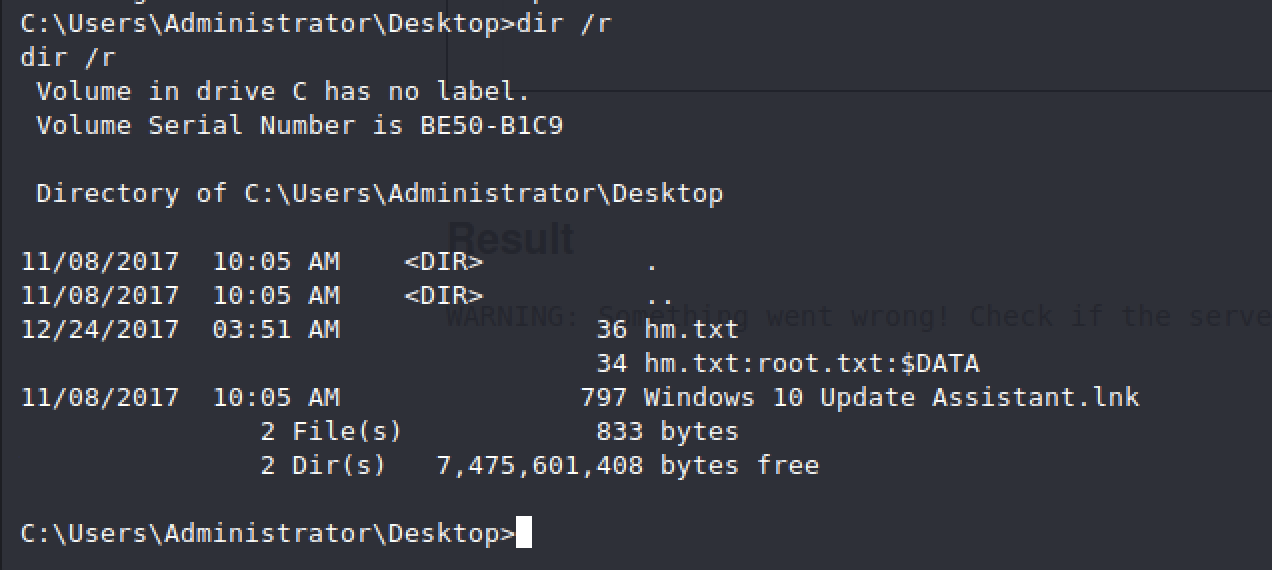 C:\Users\Administrator\Desktop>dir /r
dir /r
 Volume in drive C has no label.
 Volume Serial Number is BE50-B1C9
 Directory of C:\Users\Administrator\Desktop
Result
11/08/2017  10:05 AM    <DIR>          .
11/08/2017  10:05 AM    <DIR>          ..
WARNING: Something went wrong! Check if the serve
12/24/2017  03:51 AM                36 hm.txt
                                    34 hm.txt:root.txt:$DATA
11/08/2017  10:05 AM               797 Windows 10 Update Assistant.lnk
               2 File(s)            833 bytes
               2 Dir(s)   7,475,601,408 bytes free
C:\Users\Administrator\Desktop>